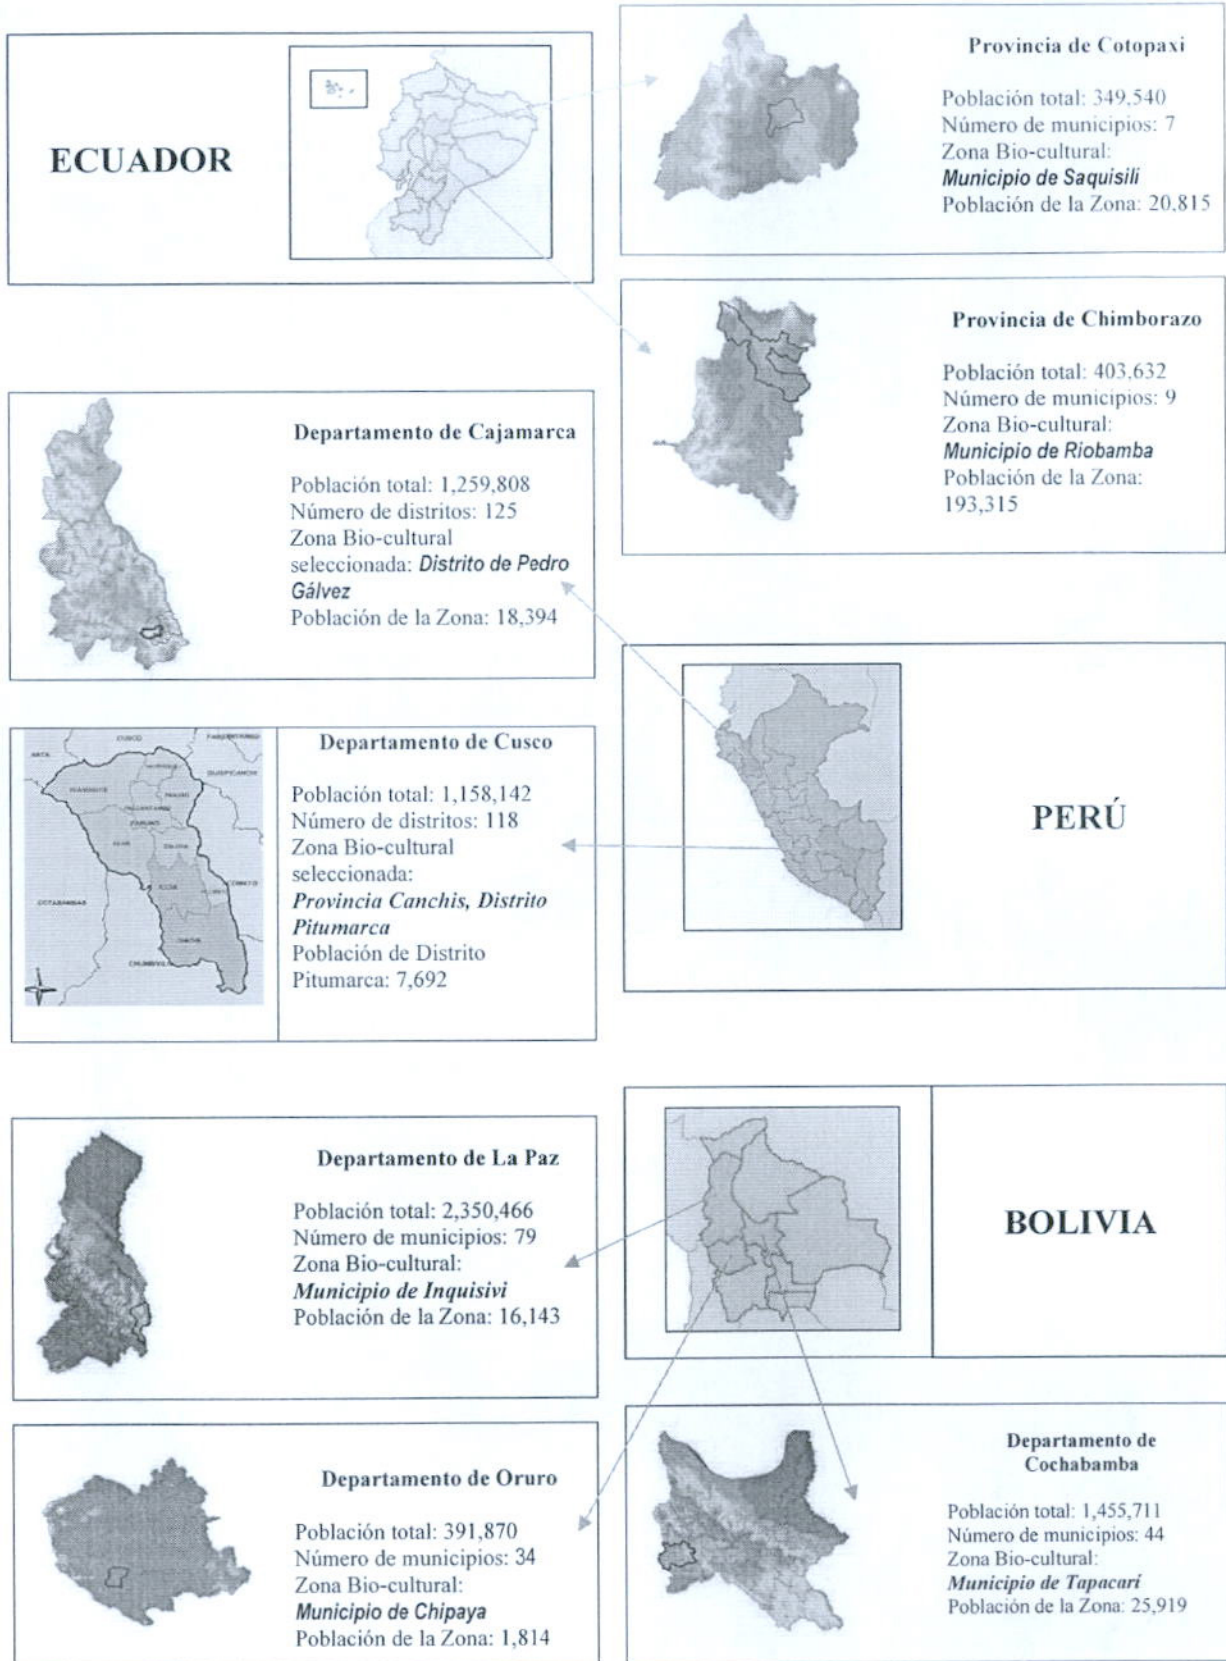 ECUADOR
Provincia de Cotopaxi
Población total: 349,540
Número de municipios: 7
Zona Bio-cultural:
Municipio de Saquisili
Población de la Zona: 20,815
Provincia de Chimborazo
Población total: 403,632
Número de municipios: 9
Zona Bio-cultural:
Municipio de Riobamba
Población de la Zona:
193,315
Departamento de Cajamarca
Población total: 1,259,808
Número de distritos: 125
Zona Bio-cultural
seleccionada: Distrito de Pedro
Gálvez
Población de la Zona: 18,394
PERÚ
CUSCO
ANTA
Departamento de Cusco
Población total: 1,158,142
Número de distritos: 118
Zona Bio-cultural
seleccionada:
Provincia Canchis, Distrito
Pitumarca
Población de Distrito
Pitumarca: 7,692
BOLIVIA
Departamento de La Paz
Población total: 2,350,466
Número de municipios: 79
Zona Bio-cultural:
Municipio de Inquisivi
Población de la Zona: 16,143
Departamento de Oruro
Población total: 391,870
Número de municipios: 34
Zona Bio-cultural:
Municipio de Chipaya
Población de la Zona: 1,814
Departamento de
Cochabamba
Población total: 1,455,711
Número de municipios: 44
Zona Bio-cultural:
Municipio de Tapacarí
Población de la Zona: 25,919